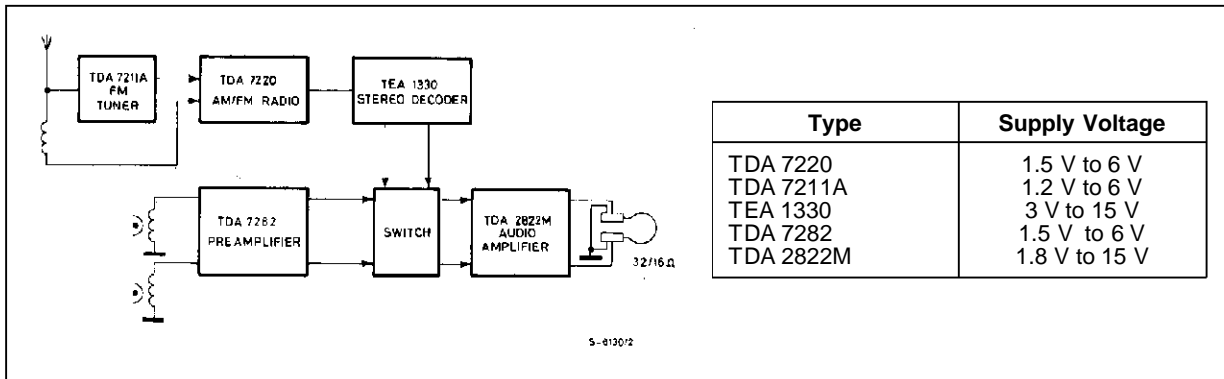 TDA 7211A
FM
TUNER
TDA 7220
AM/FM RADIO
TEA 1330
STEREO DECODER
TDA 7282
PREAMPLIFIER
SWITCH
TDA 2822M
AUDIO
AMPLIFIER
32/16Ω
S-6130/2
Type Supply Voltage
TDA 7220 1.5 V to 6 V
TDA 7211A 1.2 V to 6 V
TEA 1330 3 V to 15 V
TDA 7282 1.5 V to 6 V
TDA 2822M 1.8 V to 15 V